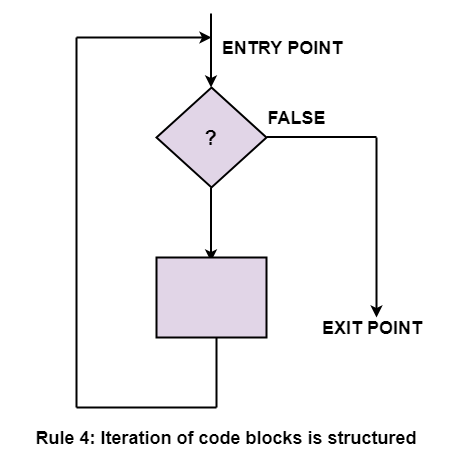 ENTRY POINT
FALSE
?
EXIT POINT
Rule 4: Iteration of code blocks is structured